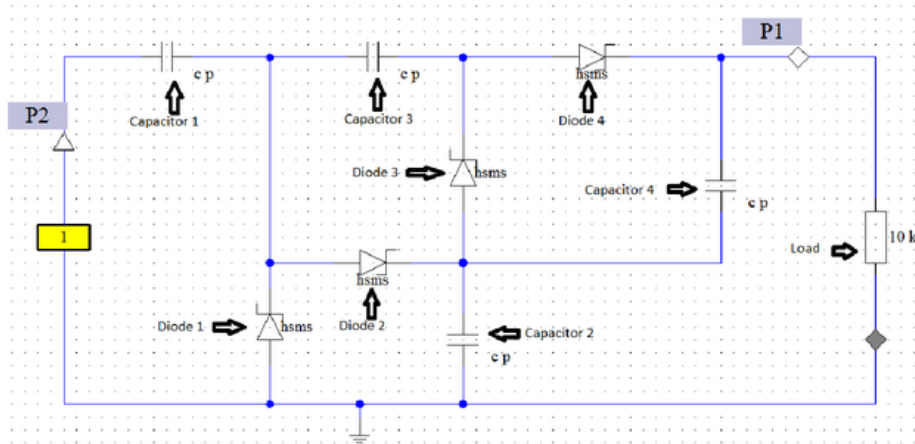 P1
c p
c p
hsms
Capacitor 1
Capacitor 3
Diode 4
P2
Diode 3
hsms
Capacitor 4
c p
1
10 k
Load
hsms
Diode 1
hsms
Diode 2
Capacitor 2
c p